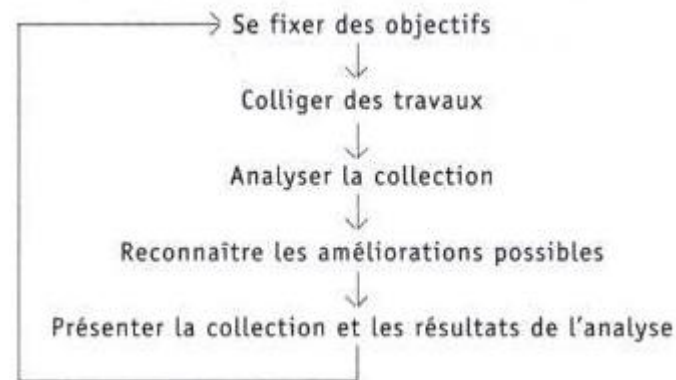 Se fixer des objectifs
Colliger des travaux
Analyser la collection
Reconnaître les améliorations possibles
Présenter la collection et les résultats de l'analyse